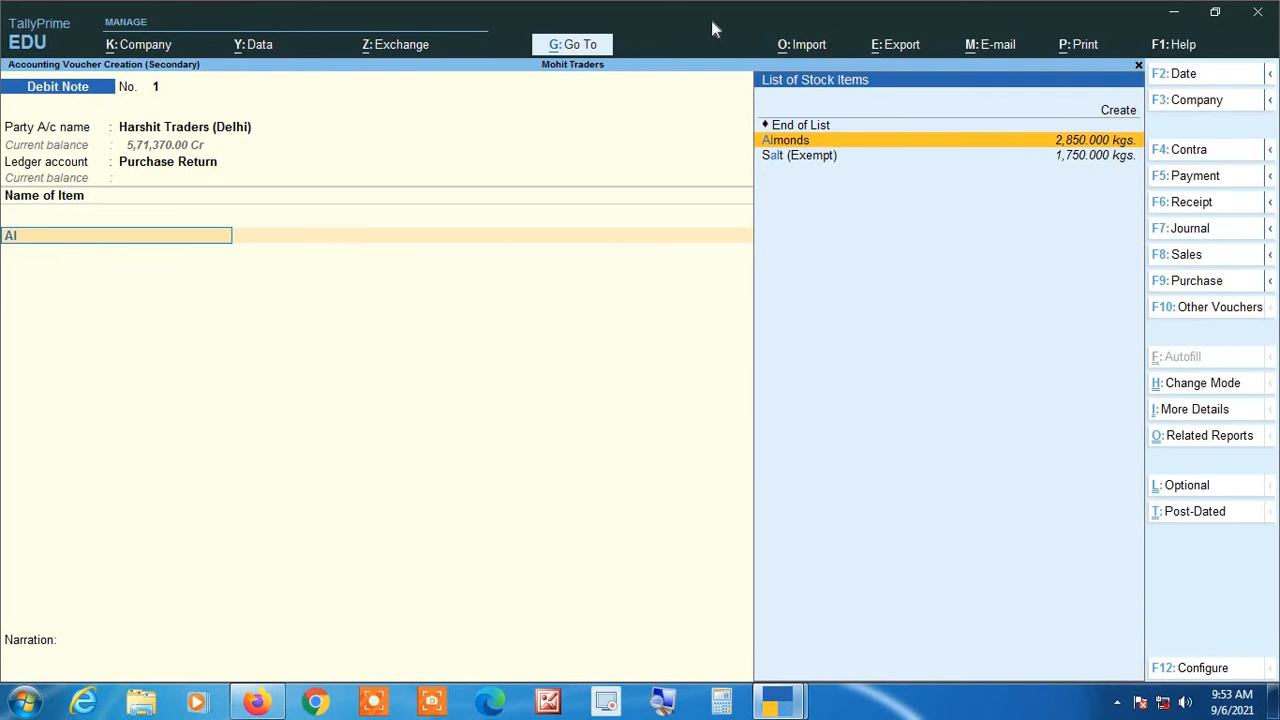 TallyPrime
EDU
MANAGE
K: Company
Y: Data
Z: Exchange
G: Go To
O: Import
E: Export
M: E-mail
P: Print
F1: Help
Accounting Voucher Creation (Secondary)
Mohit Traders
Debit Note No. 1
Party A/c name : Harshit Traders (Delhi)
Current balance : 5,71,370.00 Cr
Ledger account : Purchase Return
Current balance :
Name of Item
Al
Narration:
List of Stock Items
Create
♦ End of List
Almonds 2,850.000 kgs.
Salt (Exempt) 1,750.000 kgs.
F2: Date
F3: Company
F4: Contra
F5: Payment
F6: Receipt
F7: Journal
F8: Sales
F9: Purchase
F10: Other Vouchers
F: Autofill
H: Change Mode
I: More Details
O: Related Reports
L: Optional
T: Post-Dated
F12: Configure
9:53 AM
9/6/2021